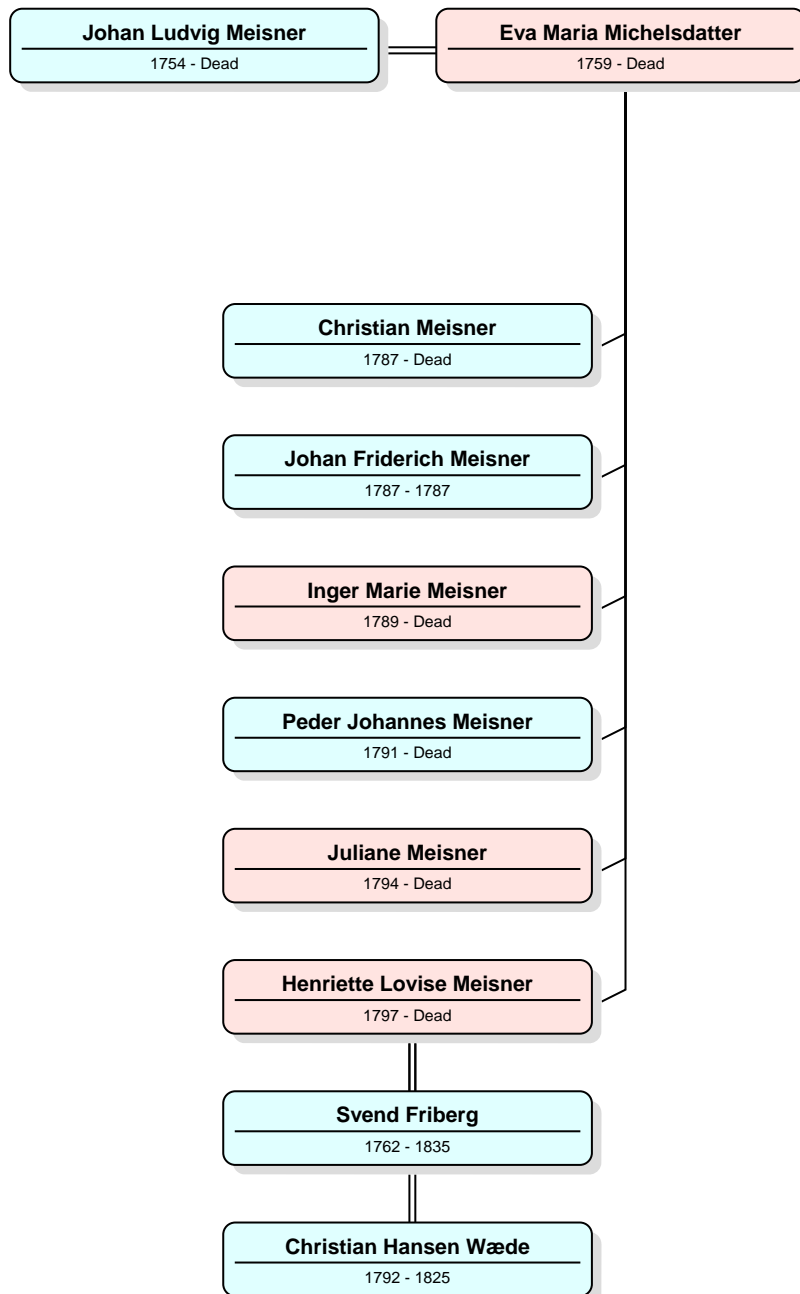 Johan Ludvig Meisner
1754 - Dead
Eva Maria Michelsdatter
1759 - Dead
Christian Meisner
1787 - Dead
Johan Friderich Meisner
1787 - 1787
Inger Marie Meisner
1789 - Dead
Peder Johannes Meisner
1791 - Dead
Juliane Meisner
1794 - Dead
Henriette Lovise Meisner
1797 - Dead
Svend Friberg
1762 - 1835
Christian Hansen Wæde
1792 - 1825